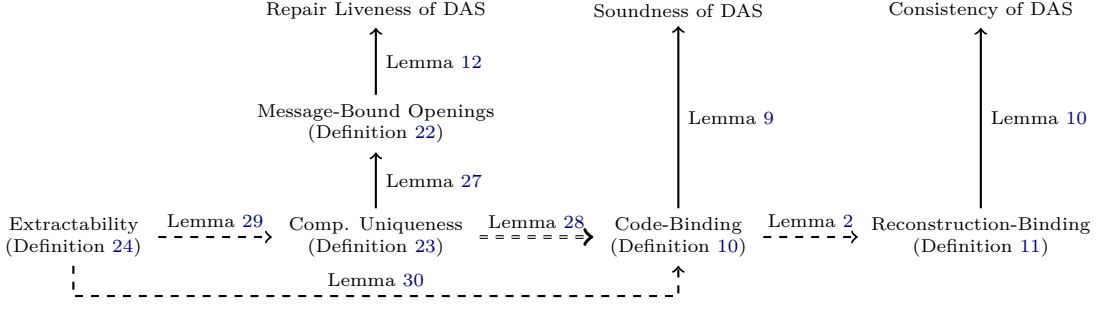 Repair Liveness of DAS
Soundness of DAS
Consistency of DAS
Lemma 12
Message-Bound Openings
(Definition 22)
Lemma 9
Lemma 10
Lemma 27
Extractability
(Definition 24)
Lemma 29
Comp. Uniqueness
(Definition 23)
Lemma 28
Code-Binding
(Definition 10)
Lemma 2
Reconstruction-Binding
(Definition 11)
Lemma 30